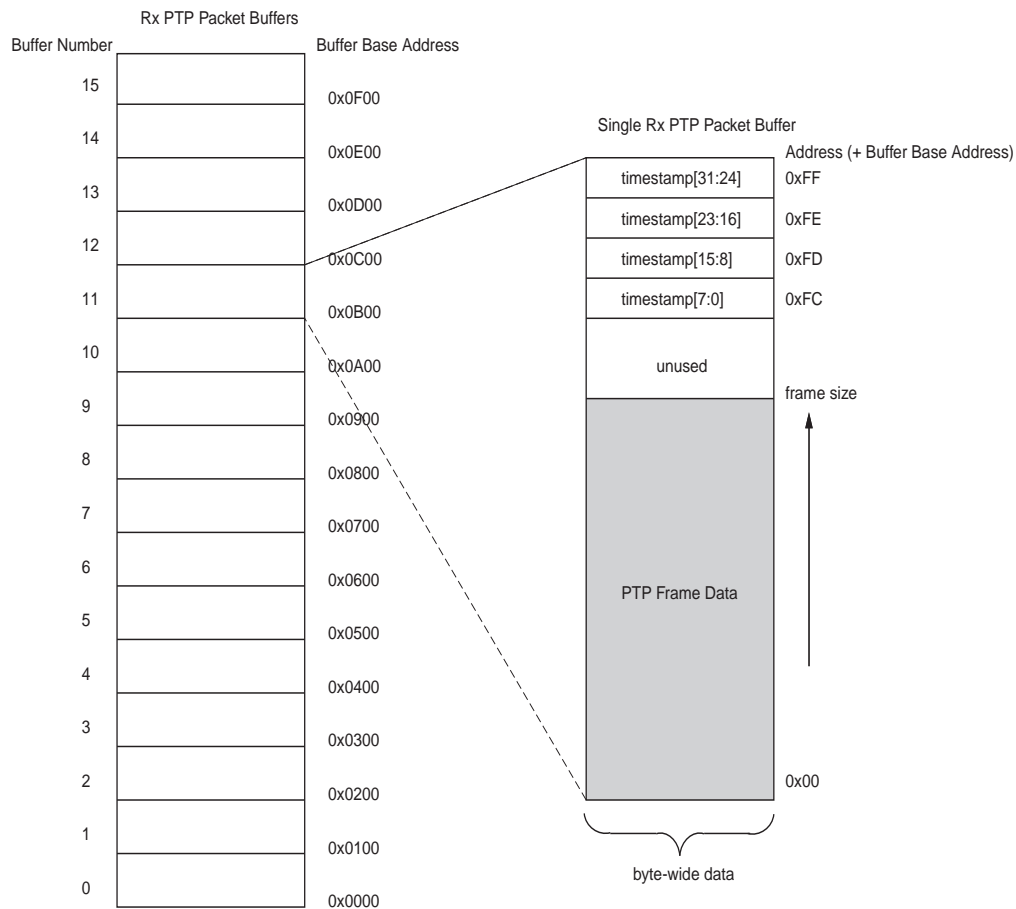 Rx PTP Packet Buffers
Buffer Number
Buffer Base Address
15
0x0F00
14
0x0E00
13
0x0D00
12
0x0C00
11
0x0B00
10
0x0A00
9
0x0900
8
0x0800
7
0x0700
6
0x0600
5
0x0500
4
0x0400
3
0x0300
2
0x0200
1
0x0100
0
0x0000
Single Rx PTP Packet Buffer
Address (+ Buffer Base Address)
timestamp[31:24]
0xFF
timestamp[23:16]
0xFE
timestamp[15:8]
0xFD
timestamp[7:0]
0xFC
unused
frame size
PTP Frame Data
0x00
byte-wide data